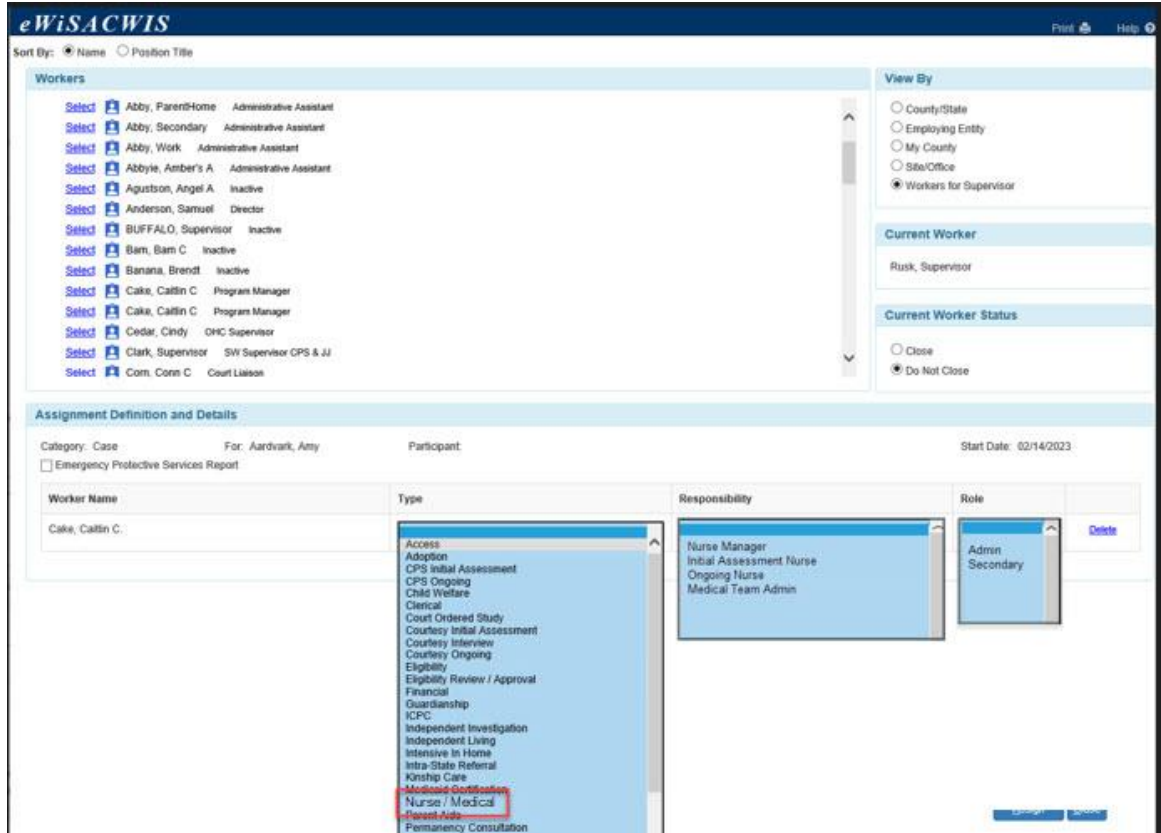 eWiSACWIS
Print Help
Sort By: Name Position Title
Workers
Select Abby, ParentHome Administrative Assistant
Select Abby, Secondary Administrative Assistant
Select Abby, Work Administrative Assistant
Select Abbyie, Amber's A Administrative Assistant
Select Agustson, Angel A Inactive
Select Anderson, Samuel Director
Select BUFFALO, Supervisor Inactive
Select Bam, Bam C Inactive
Select Banana, Brendt Inactive
Select Cake, Caitlin C Program Manager
Select Cake, Caitlin C Program Manager
Select Cedar, Cindy OHC Supervisor
Select Clark, Supervisor SW Supervisor CPS & JJ
Select Corn, Conn C Court Liaison
View By
County/State
Employing Entity
My County
Site/Office
Workers for Supervisor
Current Worker
Rusk, Supervisor
Current Worker Status
Close
Do Not Close
Assignment Definition and Details
Category: Case For: Aardvark, Amy Participant: Start Date: 02/14/2023
Emergency Protective Services Report
Worker Name Type Responsibility Role
Cake, Caitlin C. Delete
Access
Adoption
CPS Initial Assessment
CPS Ongoing
Child Welfare
Clerical
Court Ordered Study
Courtesy Initial Assessment
Courtesy Interview
Courtesy Ongoing
Eligibility
Eligibility Review / Approval
Financial
Guardianship
ICPC
Independent Investigation
Independent Living
Intensive In Home
Intra-State Referral
Kinship Care
Medicaid Certification
Nurse / Medical
Parent Aide
Permanency Consultation
Nurse Manager
Initial Assessment Nurse
Ongoing Nurse
Medical Team Admin
Admin
Secondary